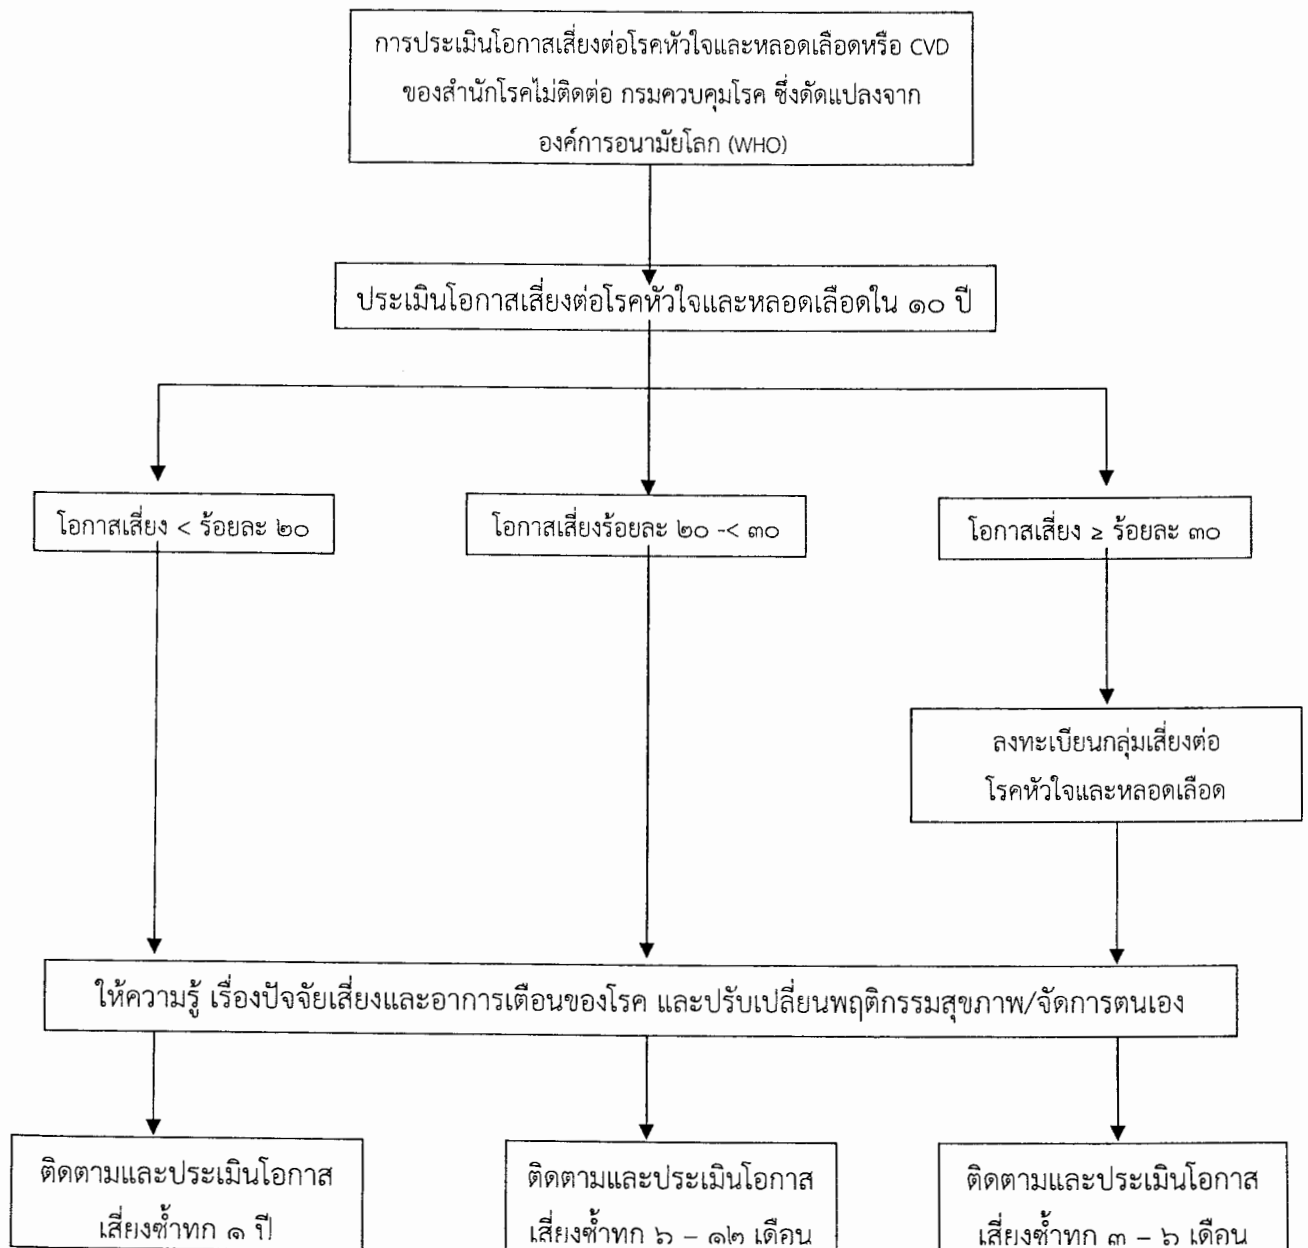 การประเมินโอกาสเสี่ยงต่อโรคหัวใจและหลอดเลือดหรือ CVD
ของสำนักโรคไม่ติดต่อ กรมควบคุมโรค ซึ่งดัดแปลงจาก
องค์การอนามัยโลก (WHO)
ประเมินโอกาสเสี่ยงต่อโรคหัวใจและหลอดเลือดใน ๑๐ ปี
โอกาสเสี่ยง < ร้อยละ ๒๐
โอกาสเสี่ยงร้อยละ ๒๐ -< ๓๐
โอกาสเสี่ยง ≥ ร้อยละ ๓๐
ลงทะเบียนกลุ่มเสี่ยงต่อ
โรคหัวใจและหลอดเลือด
ให้ความรู้ เรื่องปัจจัยเสี่ยงและอาการเตือนของโรค และปรับเปลี่ยนพฤติกรรมสุขภาพ/จัดการตนเอง
ติดตามและประเมินโอกาส
เสี่ยงซ้ำทุก ๑ ปี
ติดตามและประเมินโอกาส
เสี่ยงซ้ำทุก ๖ – ๑๒ เดือน
ติดตามและประเมินโอกาส
เสี่ยงซ้ำทุก ๓ – ๖ เดือน